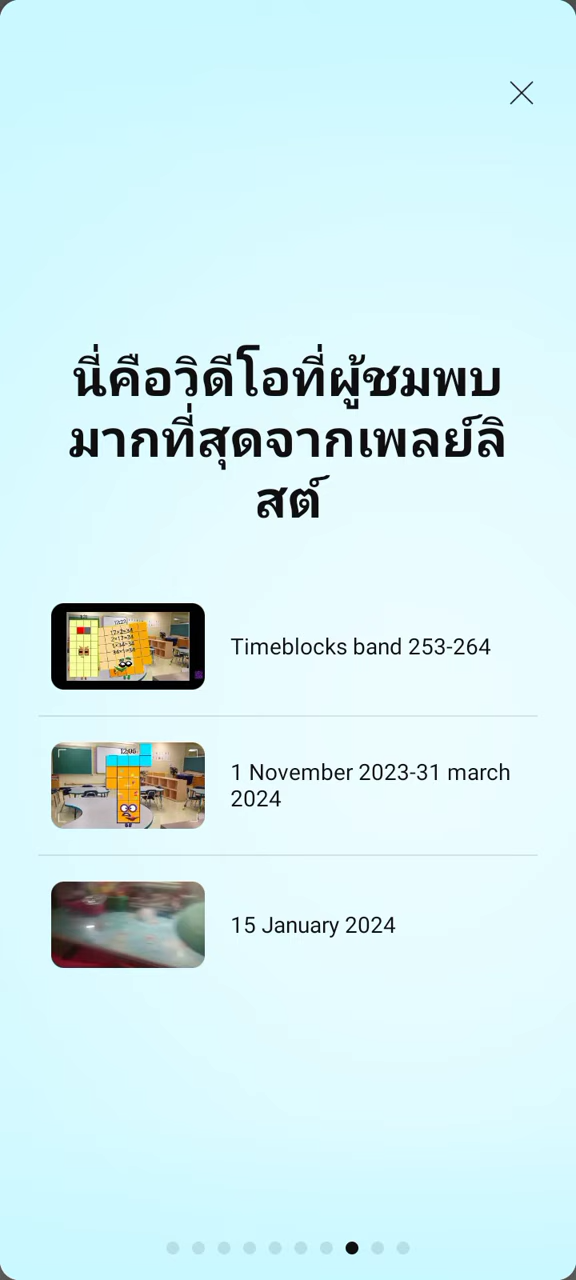 นี่คือวิดีโอที่ผู้ชมพบ
มากที่สุดจากเพลย์ลิ
สต์
Timeblocks band 253-264
1 November 2023-31 march
2024
15 January 2024